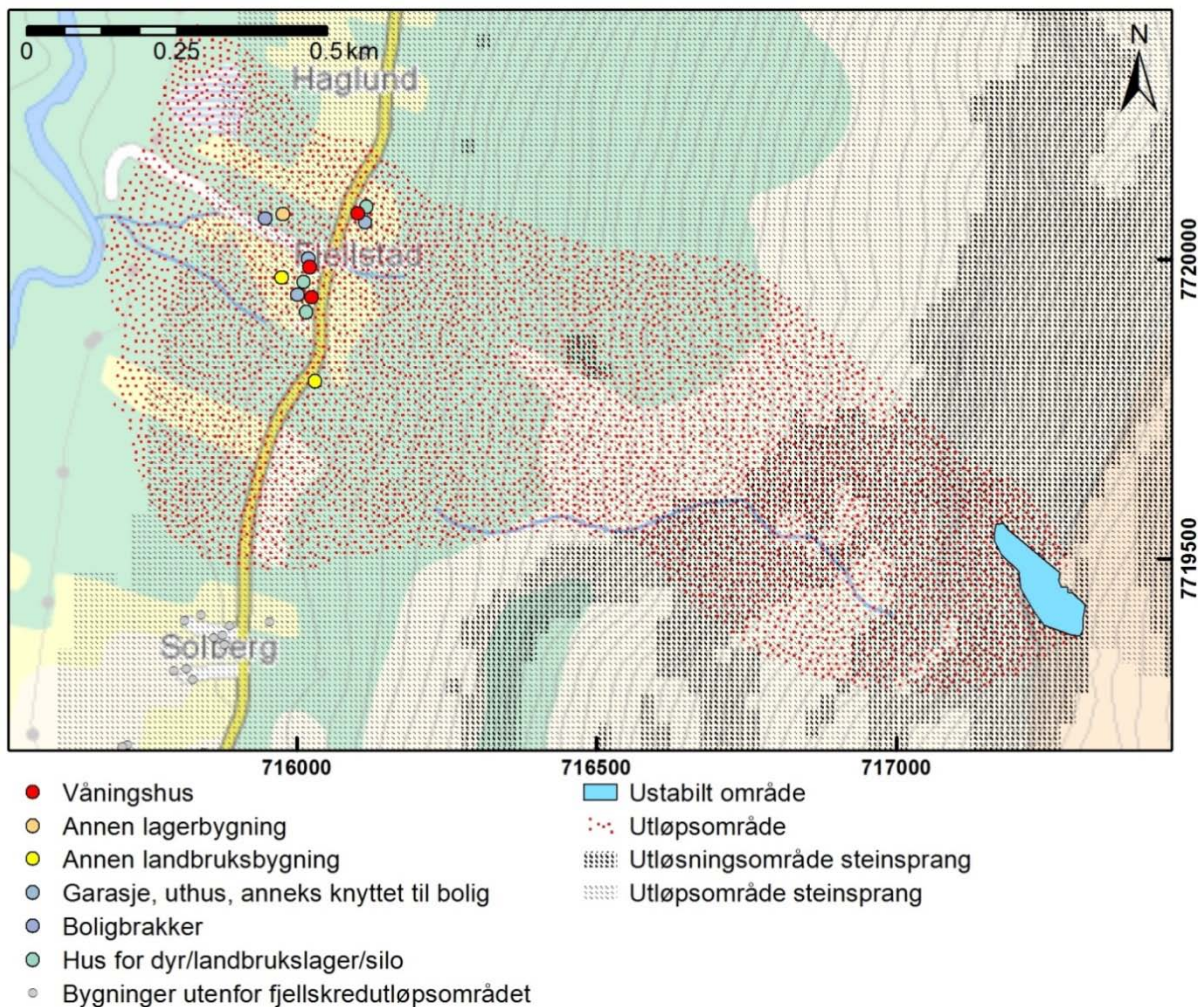 0 0.25 0.5 km
N
Haglund
Fjellstad
7720000
7719500
Solberg
716000 716500 717000
Våningshus
Annen lagerbygning
Annen landbruksbygning
Garasje, uthus, anneks knyttet til bolig
Boligbrakker
Hus for dyr/landbrukslager/silo
Bygninger utenfor fjellskredutløpsområdet
Ustabilt område
Utløpsområde
Utløsningsområde steinsprang
Utløpsområde steinsprang